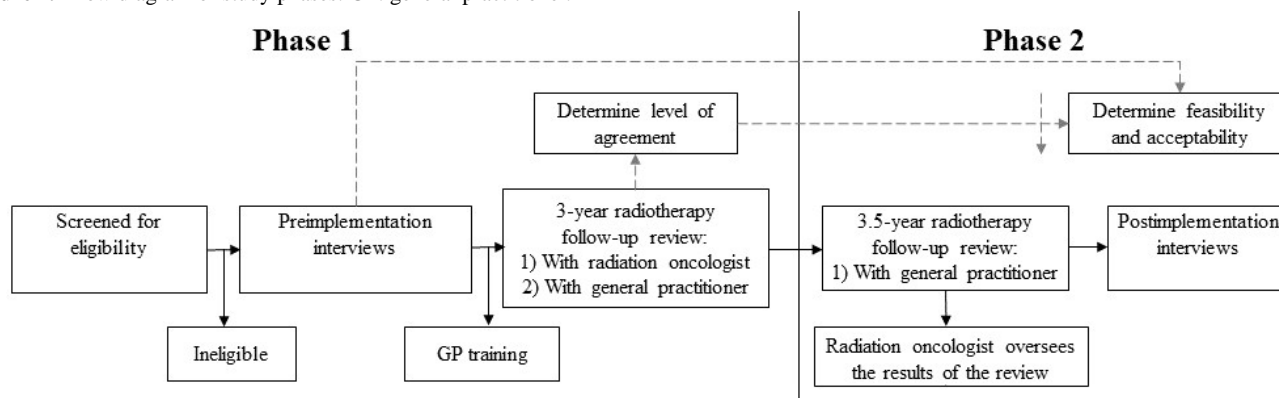 Phase 1
Phase 2
Determine level of
agreement
Determine feasibility
and acceptability
Screened for
eligibility
Preimplementation
interviews
3-year radiotherapy
follow-up review:
1) With radiation oncologist
2) With general practitioner
3.5-year radiotherapy
follow-up review:
1) With general practitioner
Postimplementation
interviews
Ineligible
GP training
Radiation oncologist oversees
the results of the review